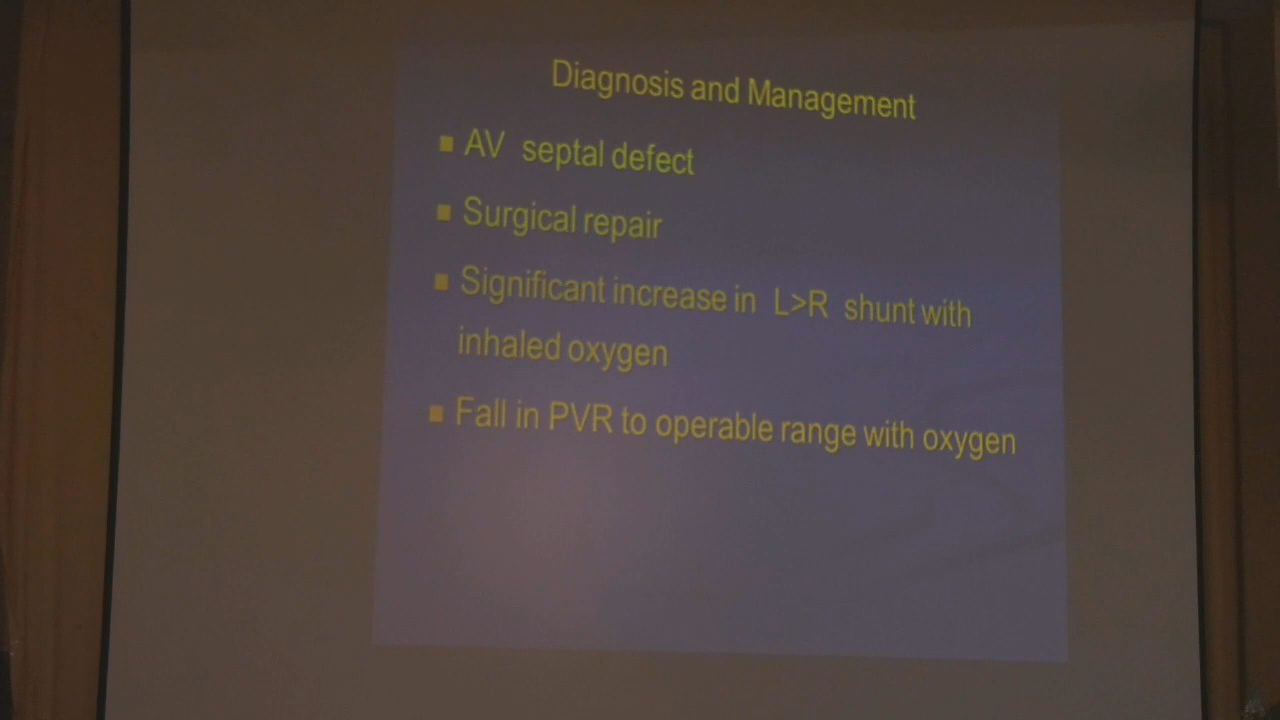 Diagnosis and Management
▪ AV septal defect
▪ Surgical repair
▪ Significant increase in L>R shunt with
inhaled oxygen
▪ Fall in PVR to operable range with oxygen